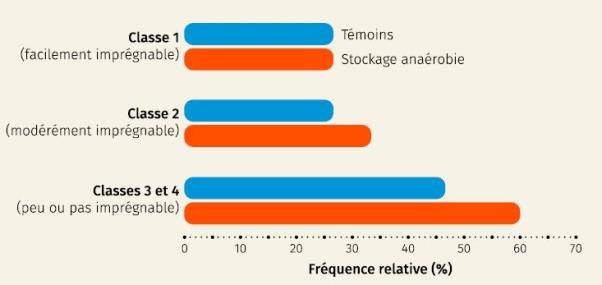 Classe 1
(facilement imprégnable)
Témoins
Stockage anaérobie
Classe 2
(modérément imprégnable)
Classes 3 et 4
(peu ou pas imprégnable)
0 10 20 30 40 50 60 70
Fréquence relative (%)